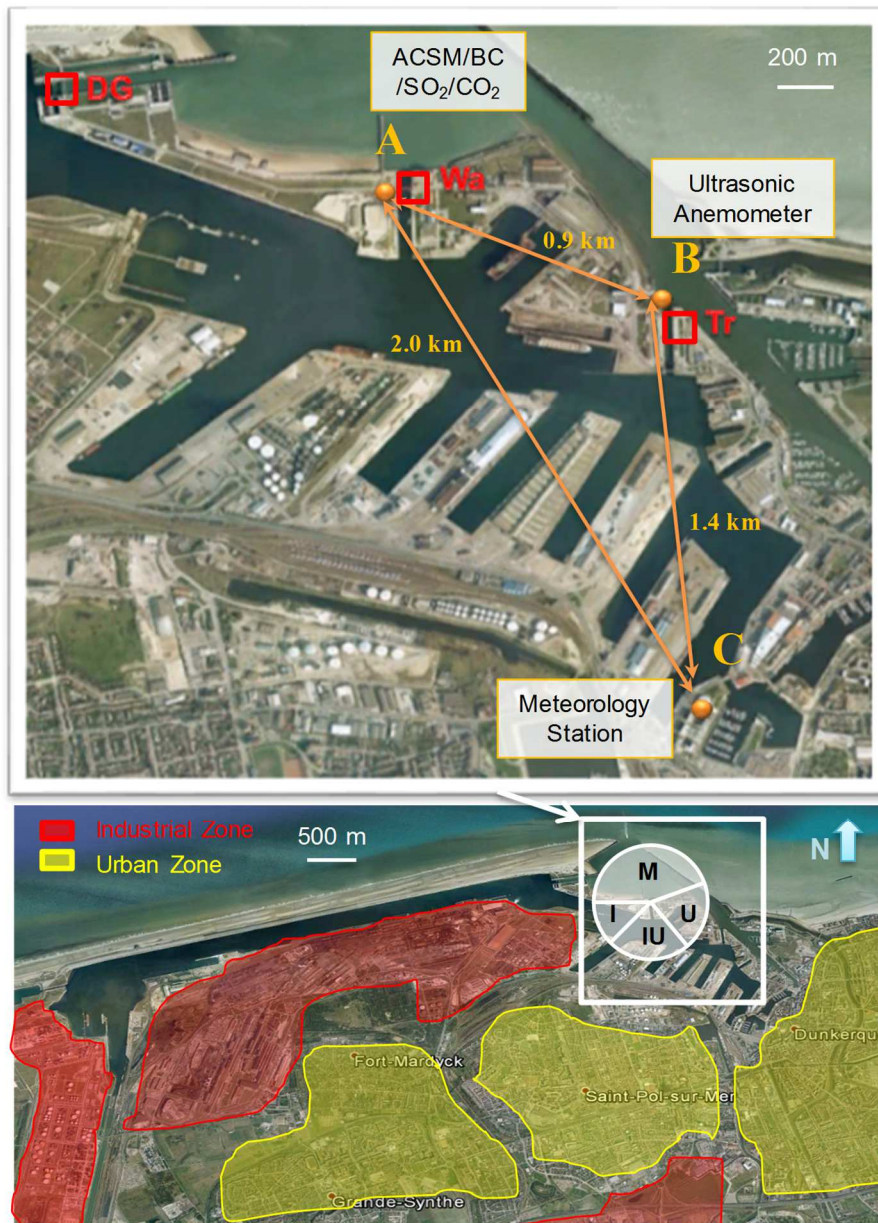 ACSM/BC
/SO₂/CO₂
200 m
DG
A
Wa
Ultrasonic
Anemometer
0.9 km
B
Tr
2.0 km
1.4 km
C
Meteorology
Station
Industrial Zone
Urban Zone
500 m
N
M
I
U
IU
Dunkerqu
Fort-Mardyck
Saint-Pol-sur-Mer
Grande-Synthe